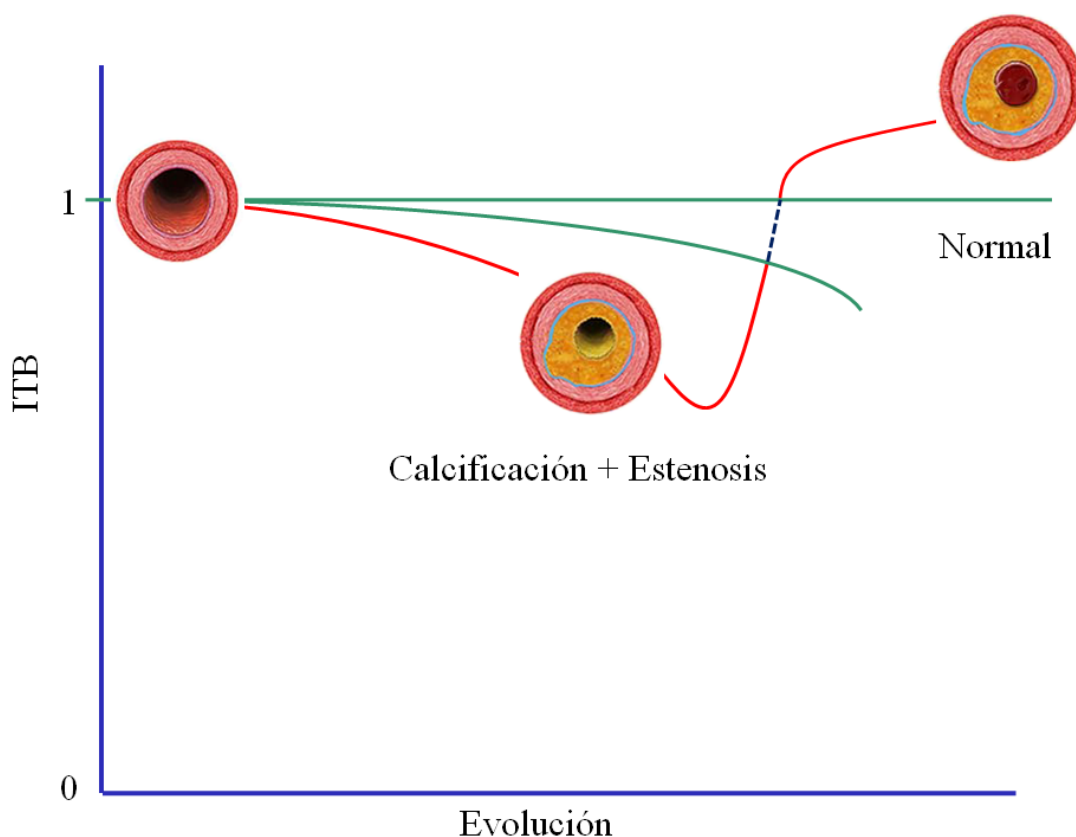 1
Normal
ITB
Calcificación + Estenosis
0
Evolución